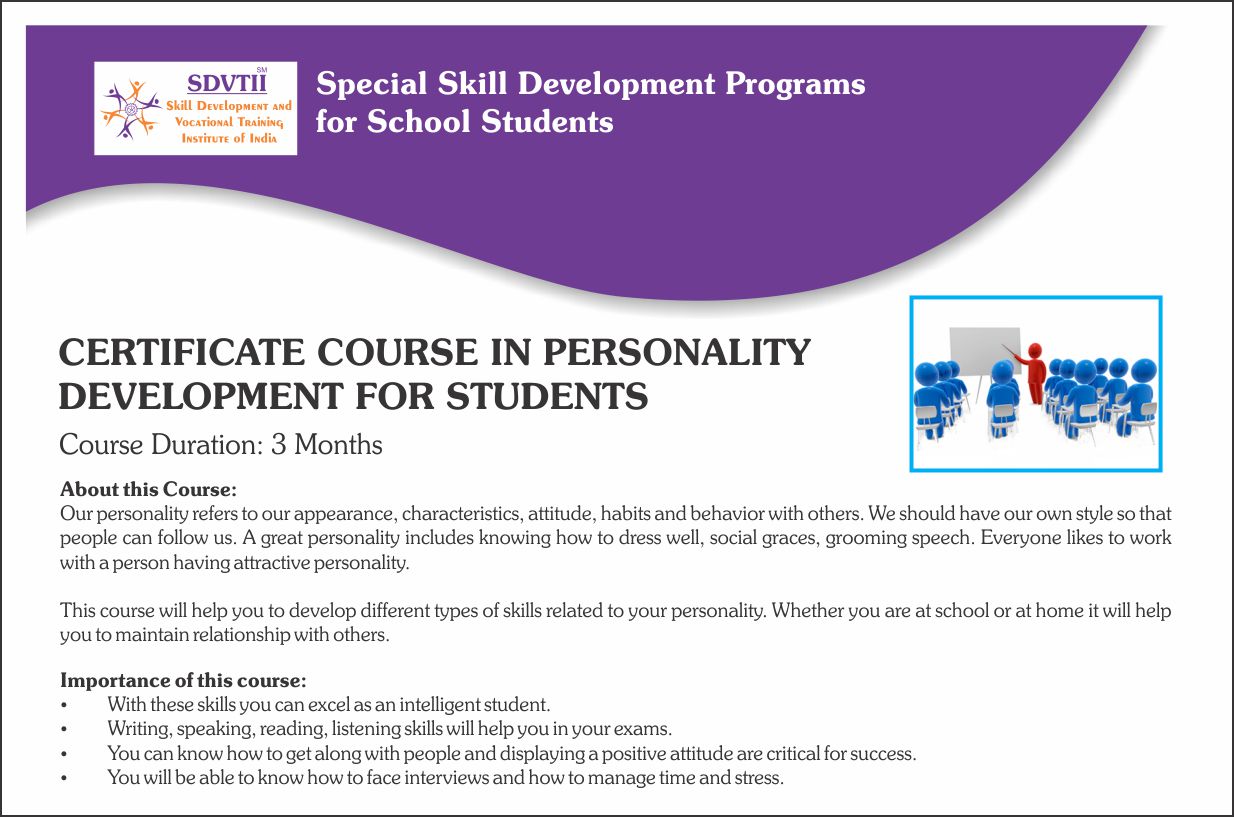 SDVTII SM
Skill Development and
Vocational Training
Institute of India
Special Skill Development Programs
for School Students
CERTIFICATE COURSE IN PERSONALITY
DEVELOPMENT FOR STUDENTS
Course Duration: 3 Months
About this Course:
Our personality refers to our appearance, characteristics, attitude, habits and behavior with others. We should have our own style so that
people can follow us. A great personality includes knowing how to dress well, social graces, grooming speech. Everyone likes to work
with a person having attractive personality.
This course will help you to develop different types of skills related to your personality. Whether you are at school or at home it will help
you to maintain relationship with others.
Importance of this course:
• With these skills you can excel as an intelligent student.
• Writing, speaking, reading, listening skills will help you in your exams.
• You can know how to get along with people and displaying a positive attitude are critical for success.
• You will be able to know how to face interviews and how to manage time and stress.